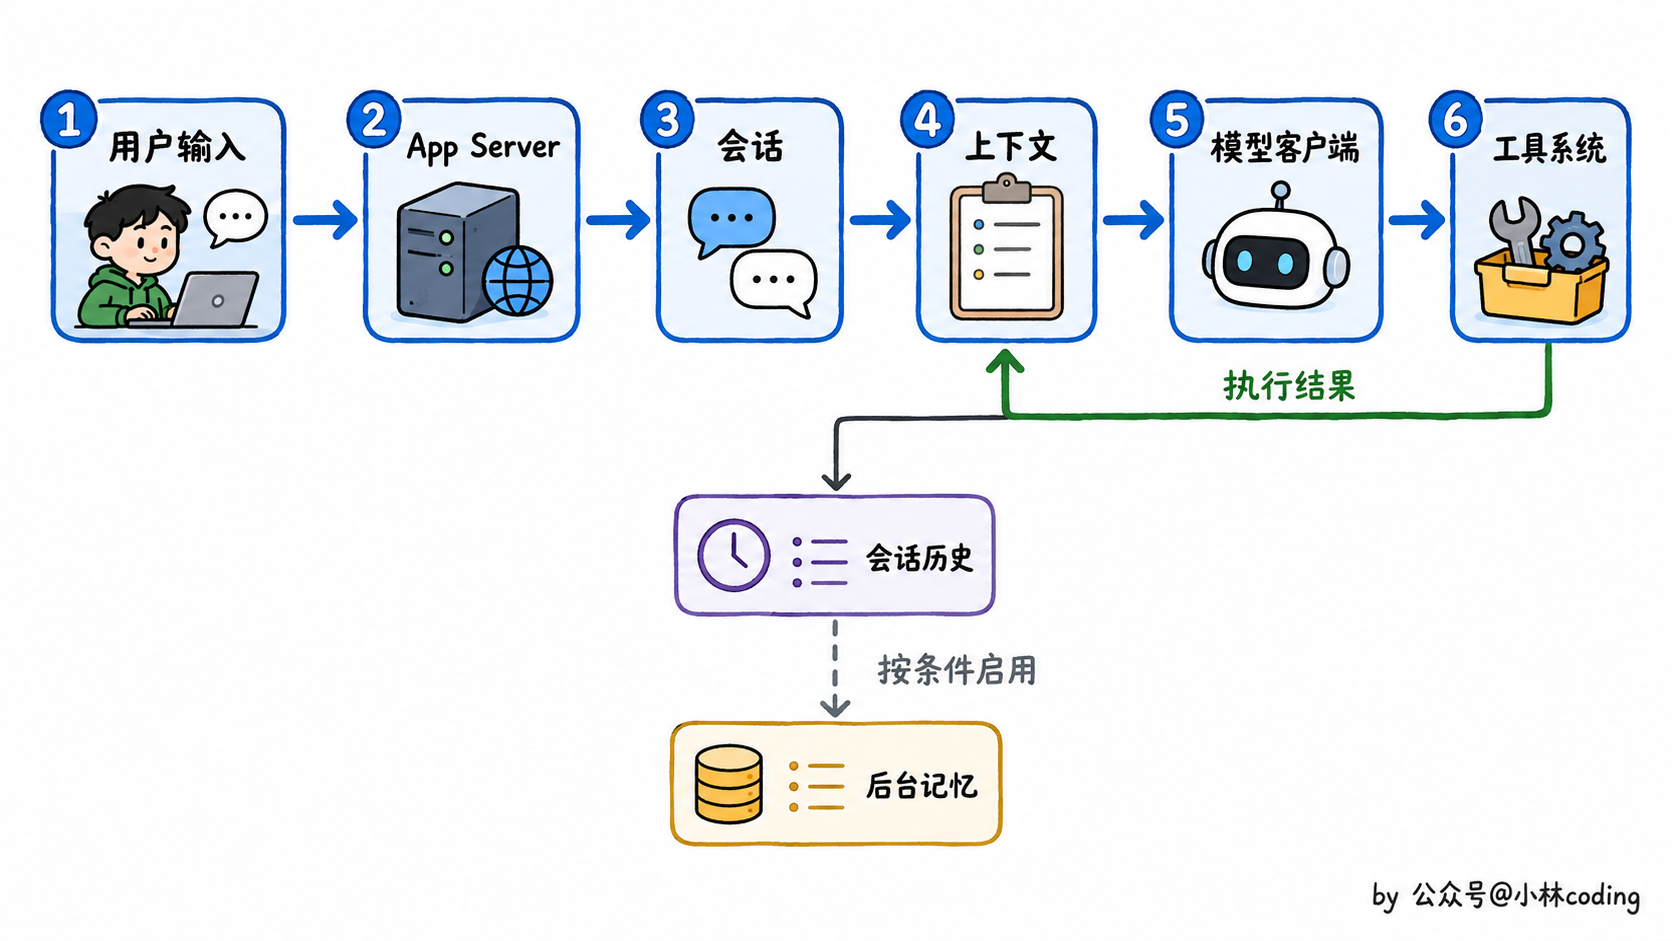 1
用户输入
2
App Server
3
会话
4
上下文
5
模型客户端
6
工具系统
执行结果
会话历史
按条件启用
后台记忆
by 公众号@小林coding